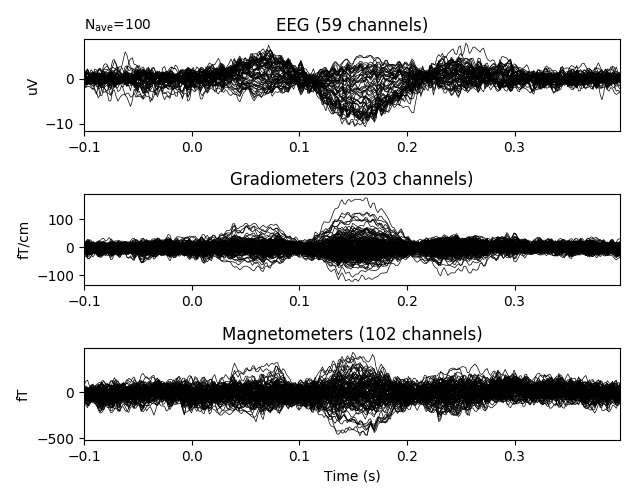 N_ave=100
EEG (59 channels)
uV
0
−10
−0.1 0.0 0.1 0.2 0.3
Gradiometers (203 channels)
fT/cm
100
0
−100
−0.1 0.0 0.1 0.2 0.3
Magnetometers (102 channels)
fT
0
−500
−0.1 0.0 0.1 0.2 0.3
Time (s)